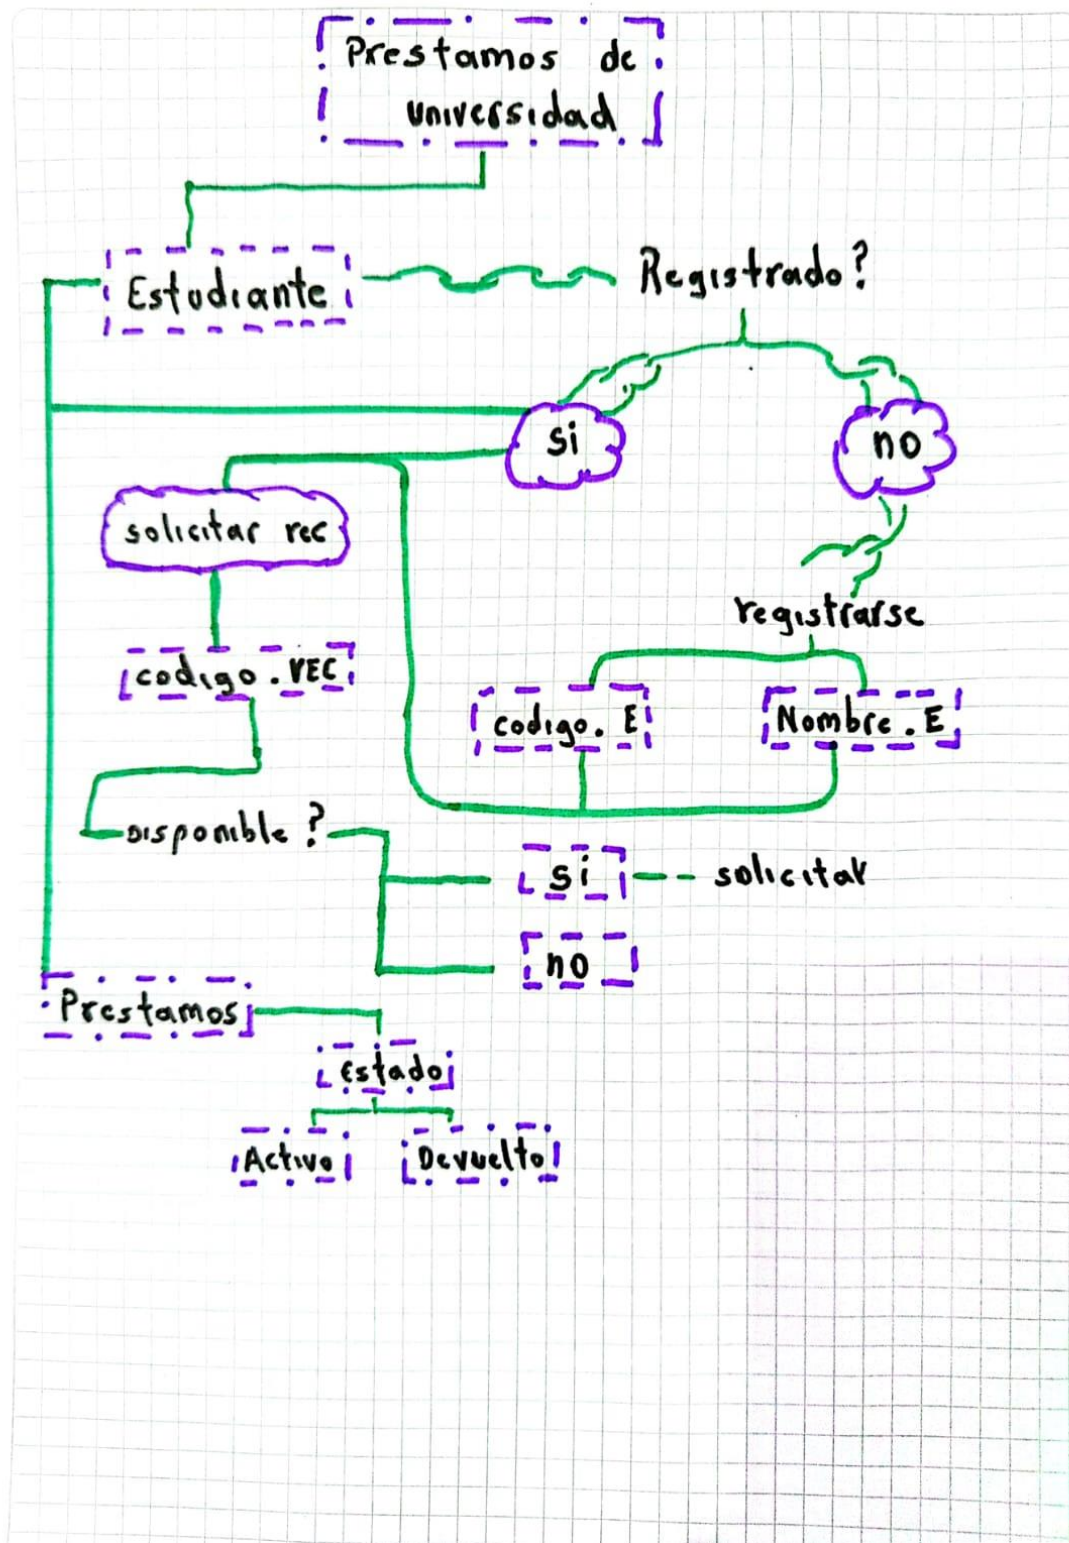 Prestamos de
universidad
Estudiante
Registrado?
si
no
solicitar rec
registrarse
codigo.rec
codigo. E
Nombre. E
Disponible?
si
solicitar
no
Prestamos
Estado
Activo
Devuelto